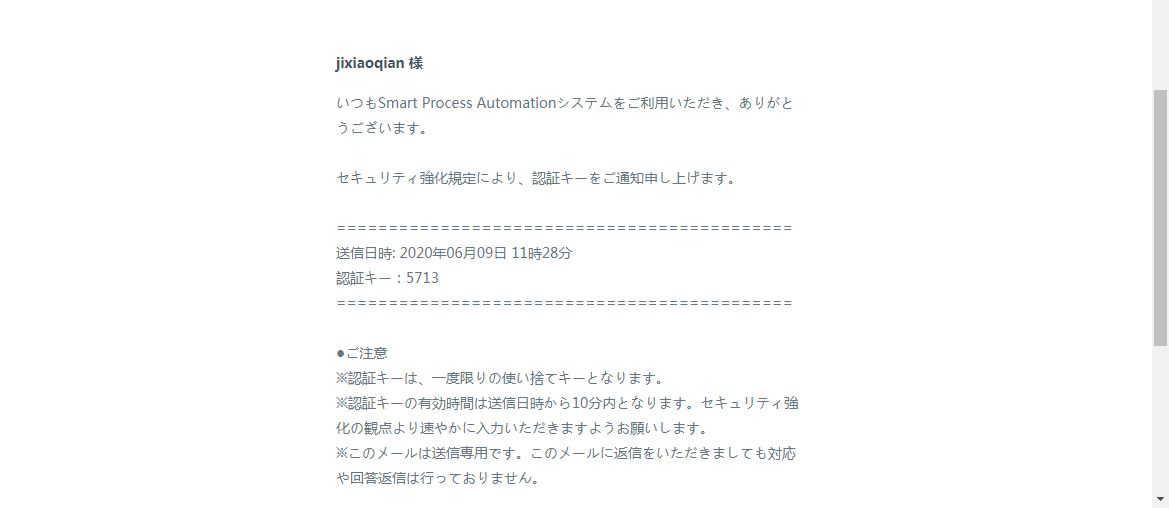 jixiaoqian 様
いつもSmart Process Automationシステムをご利用いただき、ありがと
うございます。
セキュリティ強化規定により、認証キーをご通知申し上げます。
============================================
送信日時: 2020年06月09日 11時28分
認証キー：5713
============================================
●ご注意
※認証キーは、一度限りの使い捨てキーとなります。
※認証キーの有効時間は送信日時から10分内となります。セキュリティ強
化の観点より速やかに入力いただきますようお願いします。
※このメールは送信専用です。このメールに返信をいただきましても対応
や回答返信は行っておりません。